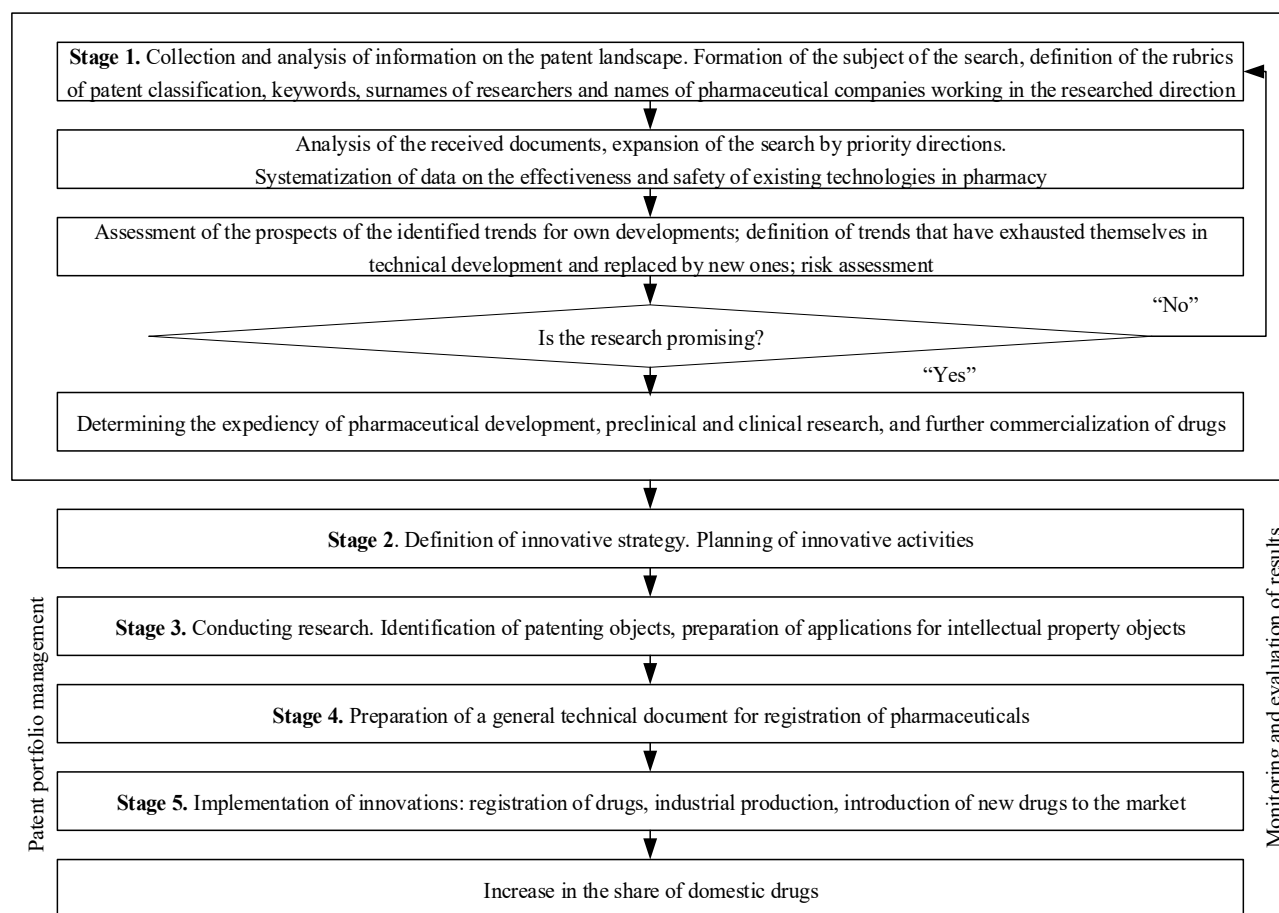 Stage 1. Collection and analysis of information on the patent landscape. Formation of the subject of the search, definition of the rubrics
of patent classification, keywords, surnames of researchers and names of pharmaceutical companies working in the researched direction
Analysis of the received documents, expansion of the search by priority directions.
Systematization of data on the effectiveness and safety of existing technologies in pharmacy
Assessment of the prospects of the identified trends for own developments; definition of trends that have exhausted themselves in
technical development and replaced by new ones; risk assessment
“No”
Is the research promising?
“Yes”
Determining the expediency of pharmaceutical development, preclinical and clinical research, and further commercialization of drugs
Stage 2. Definition of innovative strategy. Planning of innovative activities
Stage 3. Conducting research. Identification of patenting objects, preparation of applications for intellectual property objects
Stage 4. Preparation of a general technical document for registration of pharmaceuticals
Stage 5. Implementation of innovations: registration of drugs, industrial production, introduction of new drugs to the market
Increase in the share of domestic drugs
Patent portfolio management
Monitoring and evaluation of results